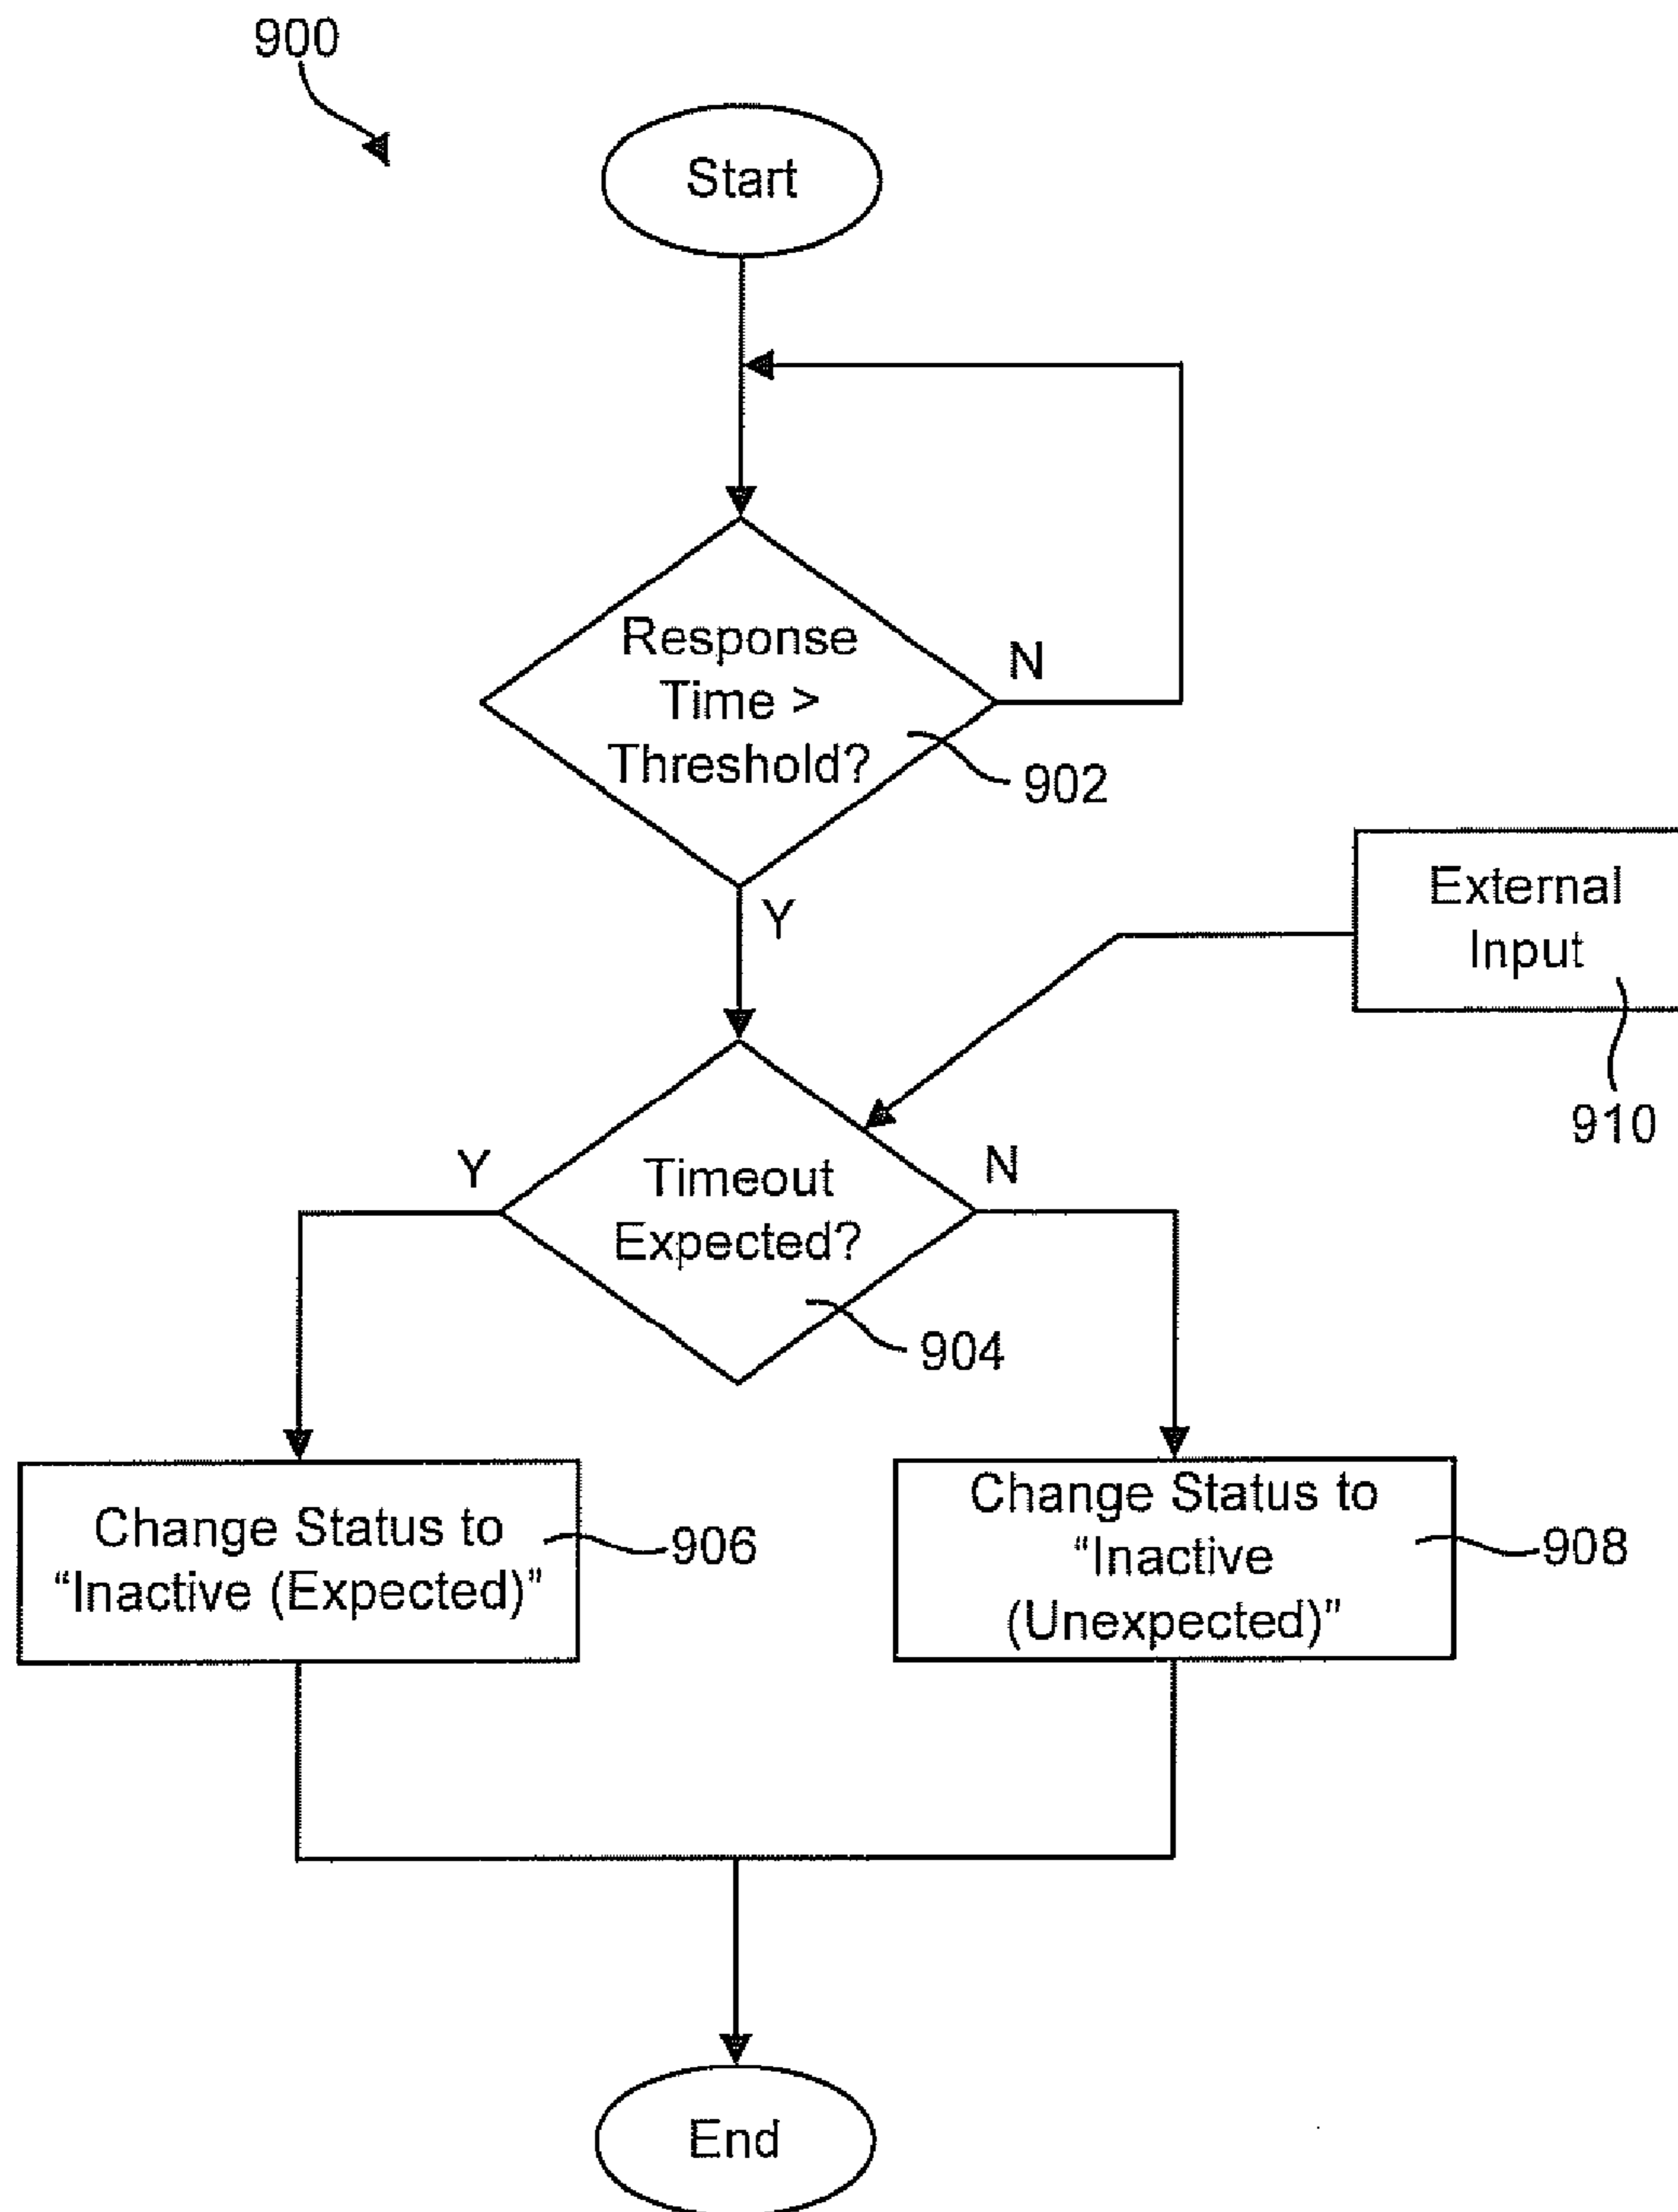 900
Start
Response
Time >
Threshold?
N
902
Y
External
Input
910
Timeout
Expected?
Y
N
904
Change Status to
“Inactive (Expected)”
906
Change Status to
“Inactive
(Unexpected)”
908
End